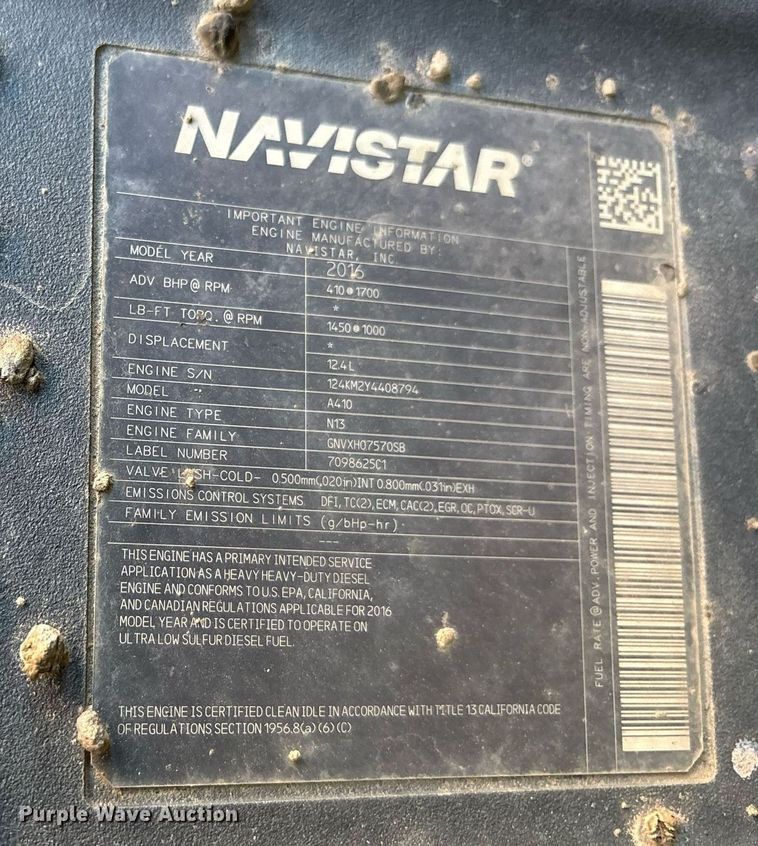 NAVISTAR®
IMPORTANT ENGINE INFORMATION
ENGINE MANUFACTURED BY:
NAVISTAR, INC.
MODEL YEAR 2016
ADV BHP @ RPM 410@1700
*
LB-FT TORQ. @ RPM 1450@1000
*
DISPLACEMENT 12.4L
ENGINE S/N 124KM2Y4408794
MODEL A410
ENGINE TYPE N13
ENGINE FAMILY GNVXH07570SB
LABEL NUMBER 7098625C1
VALVE LASH-COLD- 0.500mm(.020in)INT 0.800mm(.031in)EXH
EMISSIONS CONTROL SYSTEMS DFI, TC(2), ECM, CAC(2), EGR, OC, PTOX, SCR-U
FAMILY EMISSION LIMITS (g/bHp-hr)
---
THIS ENGINE HAS A PRIMARY INTENDED SERVICE
APPLICATION AS A HEAVY HEAVY-DUTY DIESEL
ENGINE AND CONFORMS TO U.S. EPA, CALIFORNIA,
AND CANADIAN REGULATIONS APPLICABLE FOR 2016
MODEL YEAR AND IS CERTIFIED TO OPERATE ON
ULTRA LOW SULFUR DIESEL FUEL.
THIS ENGINE IS CERTIFIED CLEAN IDLE IN ACCORDANCE WITH TITLE 13 CALIFORNIA CODE
OF REGULATIONS SECTION 1956.8(a)(6)(C)
FUEL RATE @ ADV. POWER AND INJECTION TIMING ARE NON-ADJUSTABLE
Purple Wave Auction